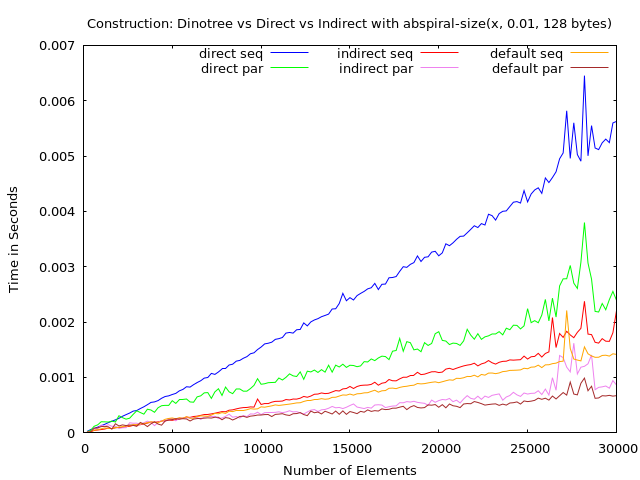 Construction: Dinotree vs Direct vs Indirect with abspiral-size(x, 0.01, 128 bytes)
0.007
0.006
0.005
0.004
0.003
0.002
0.001
0
Time in Seconds
direct seq
direct par
indirect seq
indirect par
default seq
default par
0 5000 10000 15000 20000 25000 30000
Number of Elements